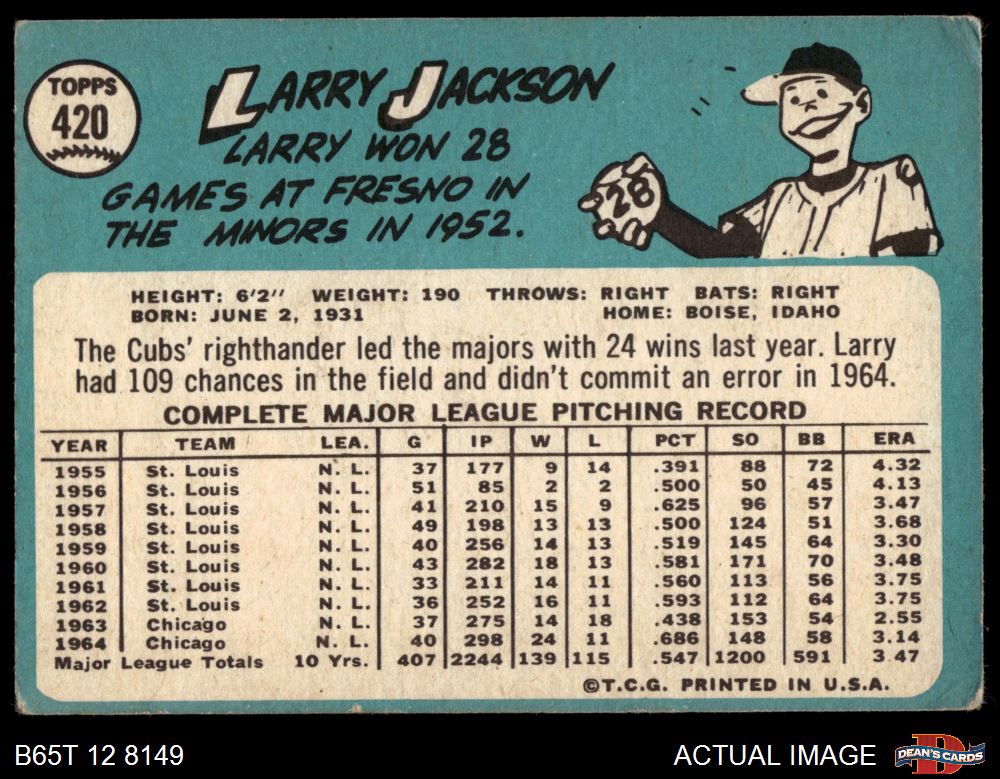 TOPPS
420
LARRY JACKSON
LARRY WON 28
GAMES AT FRESNO IN
THE MINORS IN 1952.
28
HEIGHT: 6'2" WEIGHT: 190 THROWS: RIGHT BATS: RIGHT
BORN: JUNE 2, 1931 HOME: BOISE, IDAHO
The Cubs' righthander led the majors with 24 wins last year. Larry
had 109 chances in the field and didn't commit an error in 1964.
COMPLETE MAJOR LEAGUE PITCHING RECORD
YEAR TEAM LEA. G IP W L PCT SO BB ERA
1955 St. Louis N. L. 37 177 9 14 .391 88 72 4.32
1956 St. Louis N. L. 51 85 2 2 .500 50 45 4.13
1957 St. Louis N. L. 41 210 15 9 .625 96 57 3.47
1958 St. Louis N. L. 49 198 13 13 .500 124 51 3.68
1959 St. Louis N. L. 40 256 14 13 .519 145 64 3.30
1960 St. Louis N. L. 43 282 18 13 .581 171 70 3.48
1961 St. Louis N. L. 33 211 14 11 .560 113 56 3.75
1962 St. Louis N. L. 36 252 16 11 .593 112 64 3.75
1963 Chicago N. L. 37 275 14 18 .438 153 54 2.55
1964 Chicago N. L. 40 298 24 11 .686 148 58 3.14
Major League Totals 10 Yrs. 407 2244 139 115 .547 1200 591 3.47
©T.C.G. PRINTED IN U.S.A.
B65T 12 8149 ACTUAL IMAGE DEAN'S CARDS